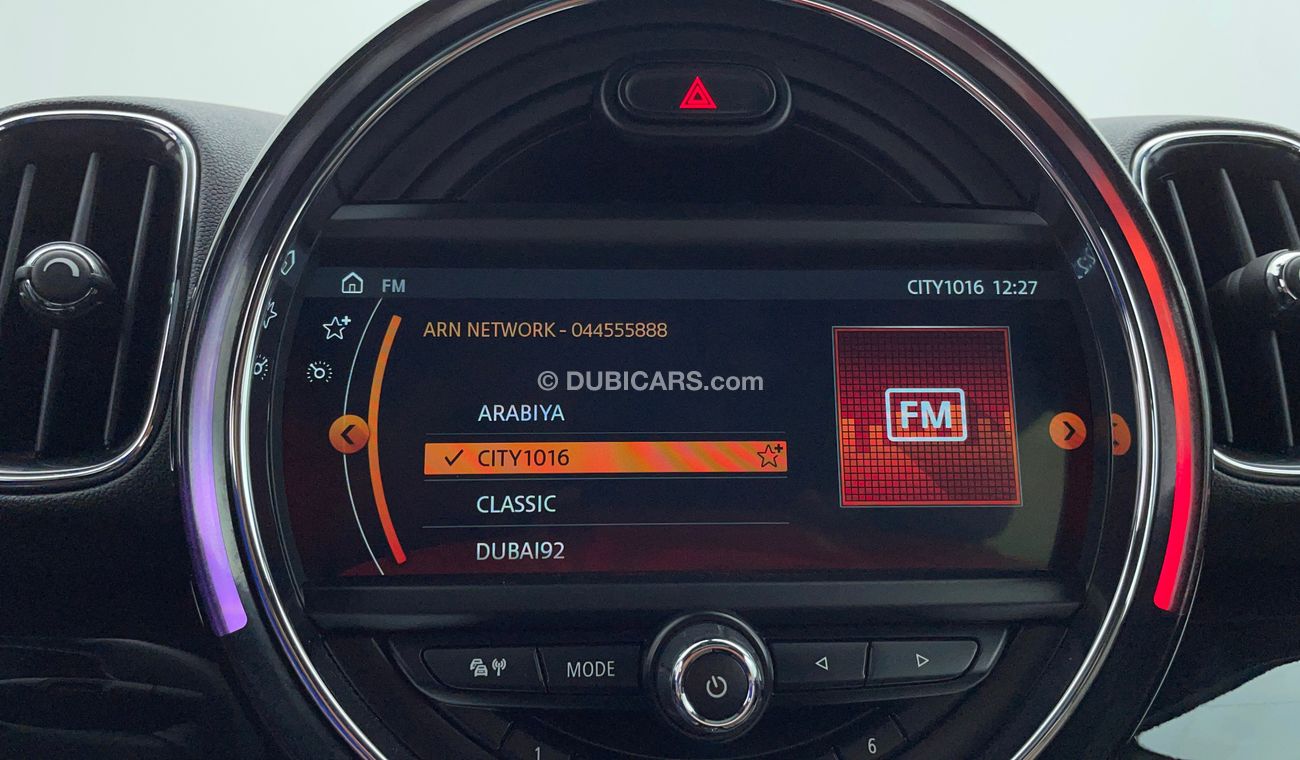 FM
CITY1016 12:27
ARN NETWORK - 044555888
© DUBICARS.com
ARABIYA
CITY1016
FM
CLASSIC
DUBAI92
MODE
1
6